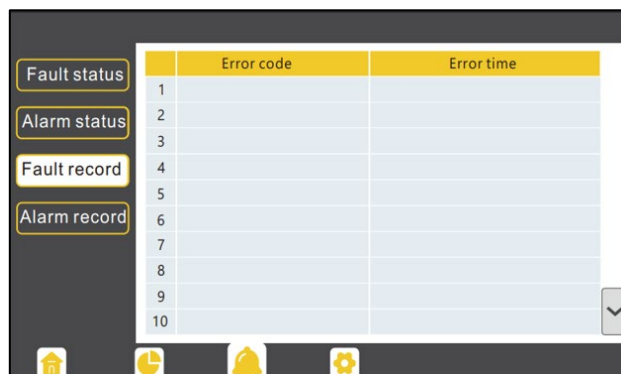 Fault status
Alarm status
Fault record
Alarm record
Error code Error time
1
2
3
4
5
6
7
8
9
10